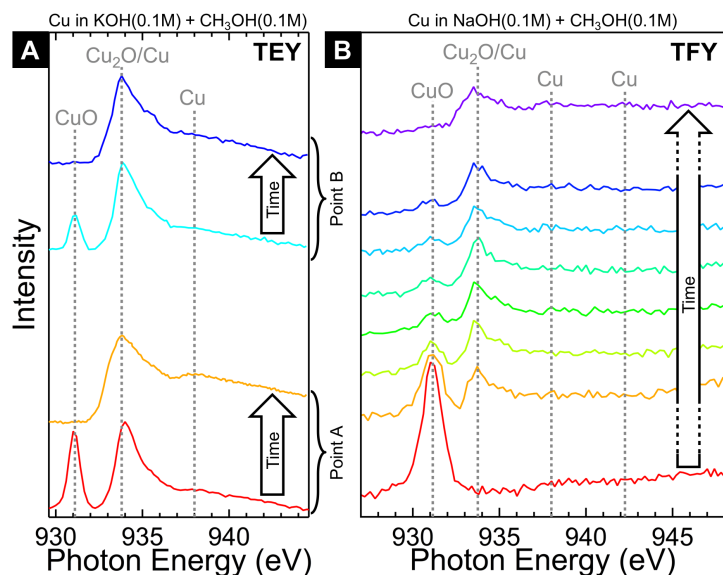 Cu in KOH(0.1M) + CH₃OH(0.1M)
A
TEY
Cu₂O/Cu
CuO
Cu
Time
Point B
Time
Point A
Intensity
930
935
940
Photon Energy (eV)
Cu in NaOH(0.1M) + CH₃OH(0.1M)
B
TFY
Cu₂O/Cu
CuO
Cu
Cu
Time
930
935
940
945
Photon Energy (eV)